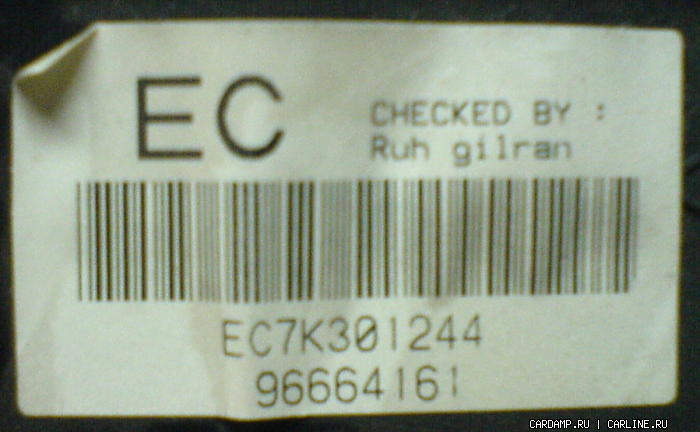 EC
CHECKED BY :
Ruh gilran
EC7K301244
96664161
CARDAMP.RU | CARLINE.RU